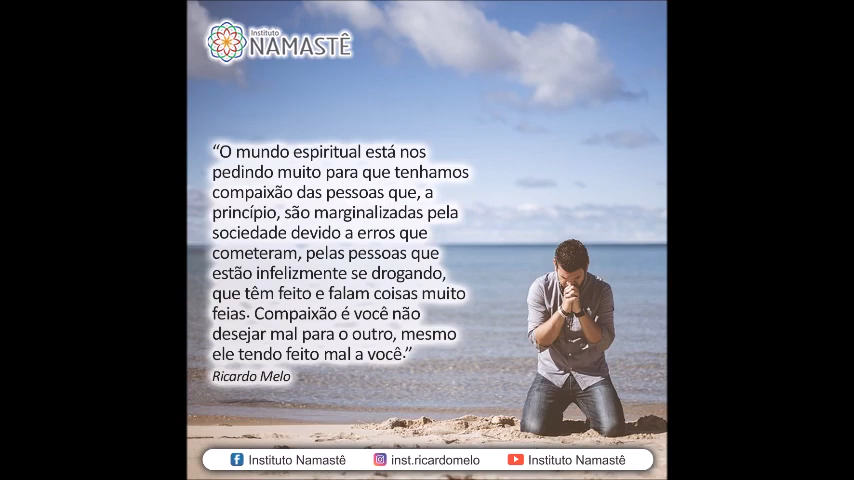 Instituto
NAMASTÊ
“O mundo espiritual está nos
pedindo muito para que tenhamos
compaixão das pessoas que, a
princípio, são marginalizadas pela
sociedade devido a erros que
cometeram, pelas pessoas que
estão infelizmente se drogando,
que têm feito e falam coisas muito
feias. Compaixão é você não
desejar mal para o outro, mesmo
ele tendo feito mal a você.”
Ricardo Melo
Instituto Namastê inst.ricardomelo Instituto Namastê